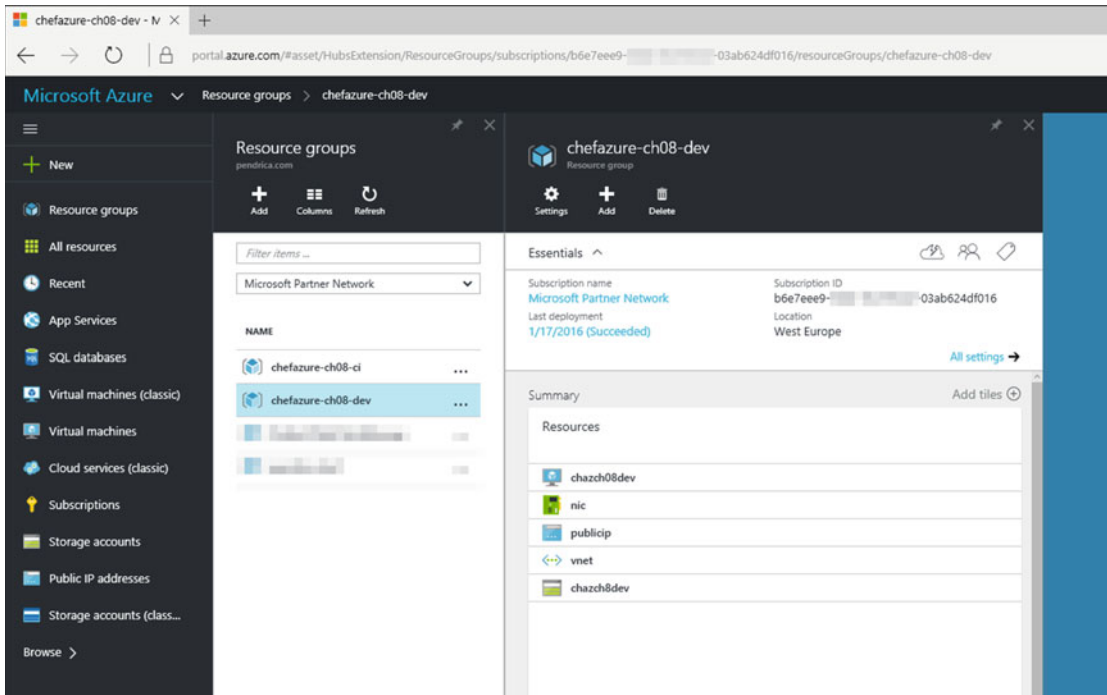 chefazure-ch08-dev - M
portal.azure.com/#asset/HubsExtension/ResourceGroups/subscriptions/b6e7eee9- -03ab624df016/resourceGroups/chefazure-ch08-dev
Microsoft Azure Resource groups > chefazure-ch08-dev
New
Resource groups
All resources
Recent
App Services
SQL databases
Virtual machines (classic)
Virtual machines
Cloud services (classic)
Subscriptions
Storage accounts
Public IP addresses
Storage accounts (class...
Browse >
Resource groups
pendrica.com
Add Columns Refresh
Filter items ...
Microsoft Partner Network
NAME
chefazure-ch08-ci ...
chefazure-ch08-dev ...
chefazure-ch08-dev
Resource group
Settings Add Delete
Essentials
Subscription name
Microsoft Partner Network
Last deployment
1/17/2016 (Succeeded)
Subscription ID
b6e7eee9- -03ab624df016
Location
West Europe
All settings →
Summary
Add tiles
Resources
chazch08dev
nic
publicip
vnet
chazch8dev